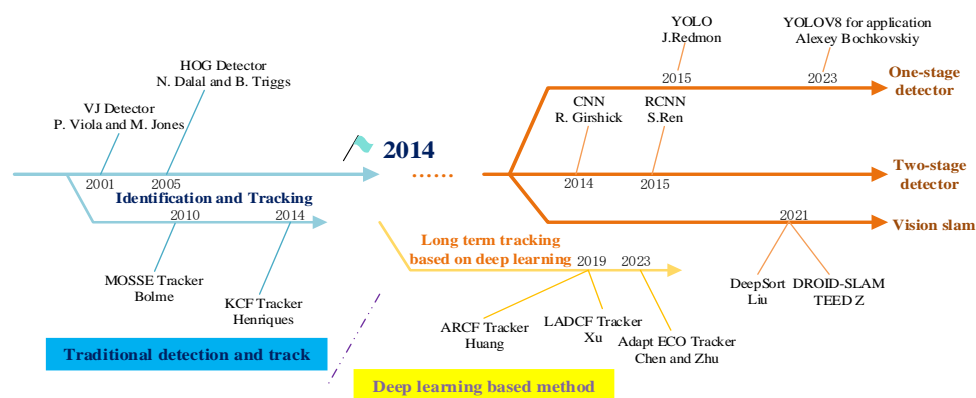 YOLO
J.Redmon
YOLOV8 for application
Alexey Bochkovskiy
HOG Detector
N. Dalal and B. Triggs
2015
2023
One-stage
detector
VJ Detector
P. Viola and M. Jones
CNN
R. Girshick
RCNN
S.Ren
2014
......
2001
2005
2014
2015
Two-stage
detector
Identification and Tracking
2010
2014
2021
Vision slam
Long term tracking
based on deep learning
2019
2023
MOSSE Tracker
Bolme
KCF Tracker
Henriques
DeepSort
Liu
DROID-SLAM
TEED Z
ARCF Tracker
Huang
LADCF Tracker
Xu
Adapt ECO Tracker
Chen and Zhu
Traditional detection and track
Deep learning based method